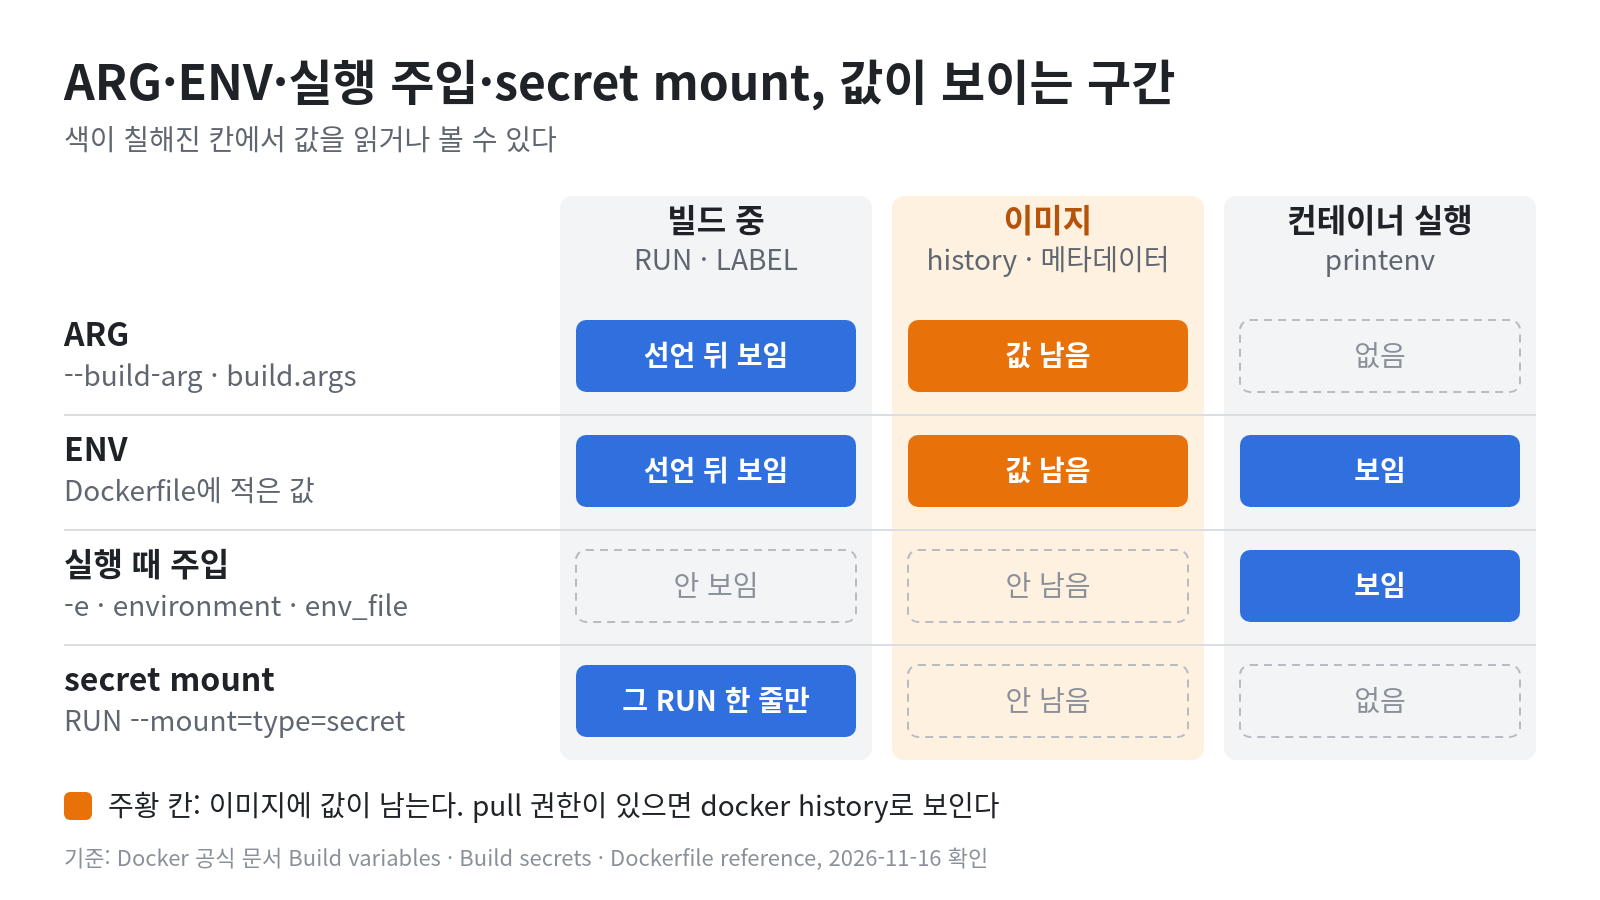 ARG·ENV·실행 주입·secret mount, 값이 보이는 구간
색이 칠해진 칸에서 값을 읽거나 볼 수 있다
빌드 중
RUN · LABEL
이미지
history · 메타데이터
컨테이너 실행
printenv
ARG
--build-arg · build.args
선언 뒤 보임
값 남음
없음
ENV
Dockerfile에 적은 값
선언 뒤 보임
값 남음
보임
실행 때 주입
-e · environment · env_file
안 보임
안 남음
보임
secret mount
RUN --mount=type=secret
그 RUN 한 줄만
안 남음
없음
주황 칸: 이미지에 값이 남는다. pull 권한이 있으면 docker history로 보인다
기준: Docker 공식 문서 Build variables · Build secrets · Dockerfile reference, 2026-11-16 확인